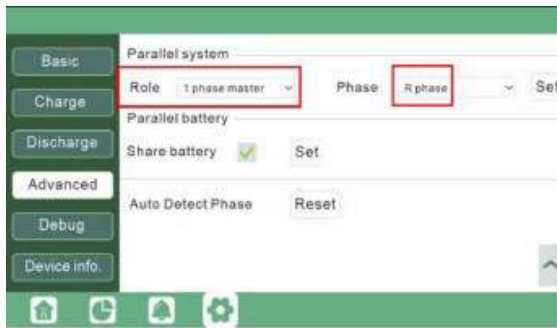 Basic
Charge
Discharge
Advanced
Debug
Device info.
Parallel system
Role 1 phase master Phase R phase Set
Parallel battery
Share battery Set
Auto Detect Phase Reset